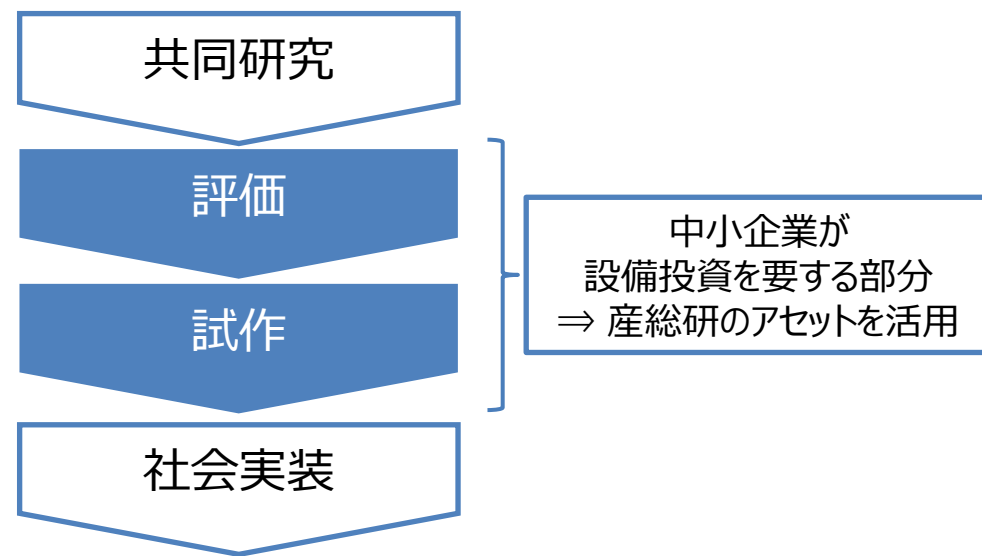 共同研究
評価
試作
社会実装
中小企業が
設備投資を要する部分
⇒ 産総研のアセットを活用